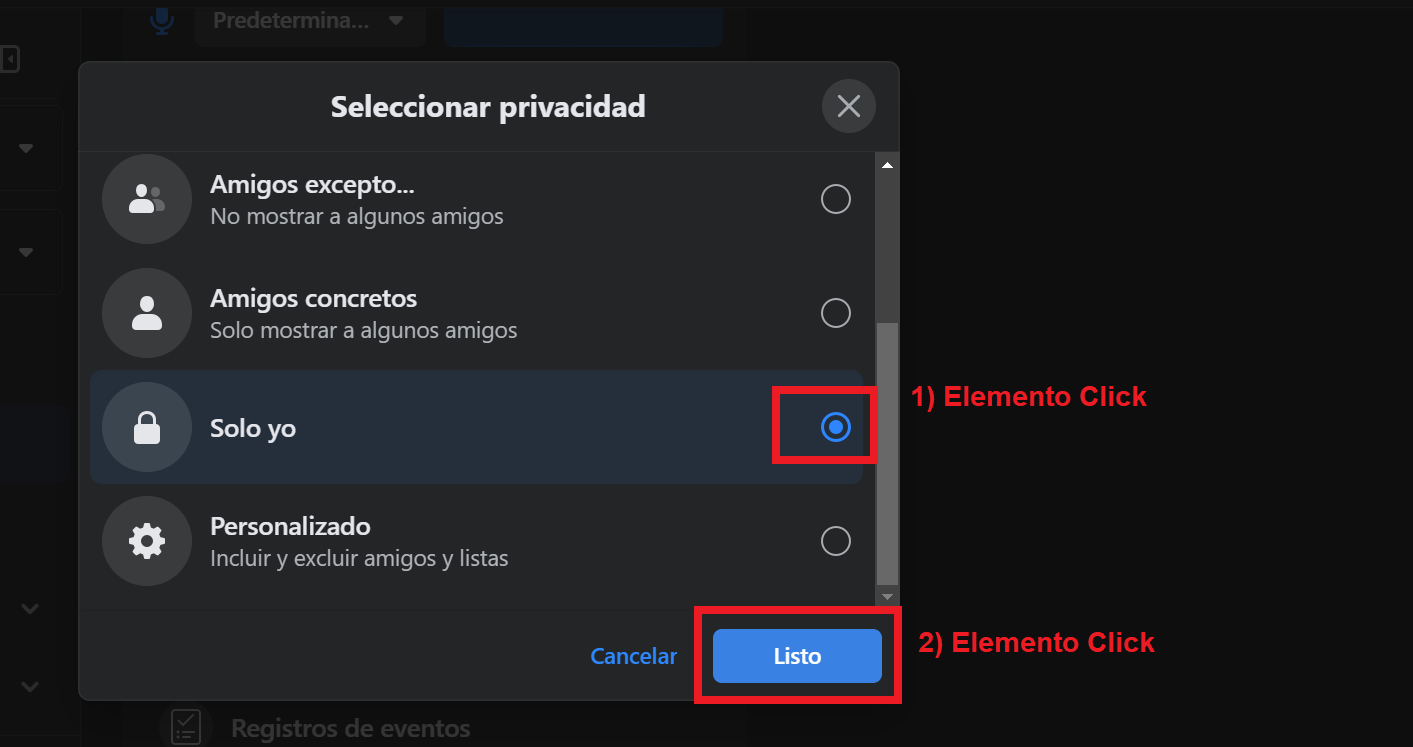 Predetermina...
Seleccionar privacidad
Amigos excepto...
No mostrar a algunos amigos
Amigos concretos
Solo mostrar a algunos amigos
Solo yo
1) Elemento Click
Personalizado
Incluir y excluir amigos y listas
Cancelar
Listo
2) Elemento Click
Registros de eventos